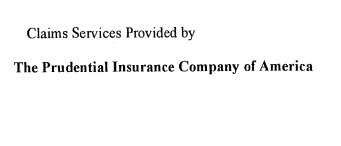 Claims Services Provided by
The Prudential Insurance Company of America